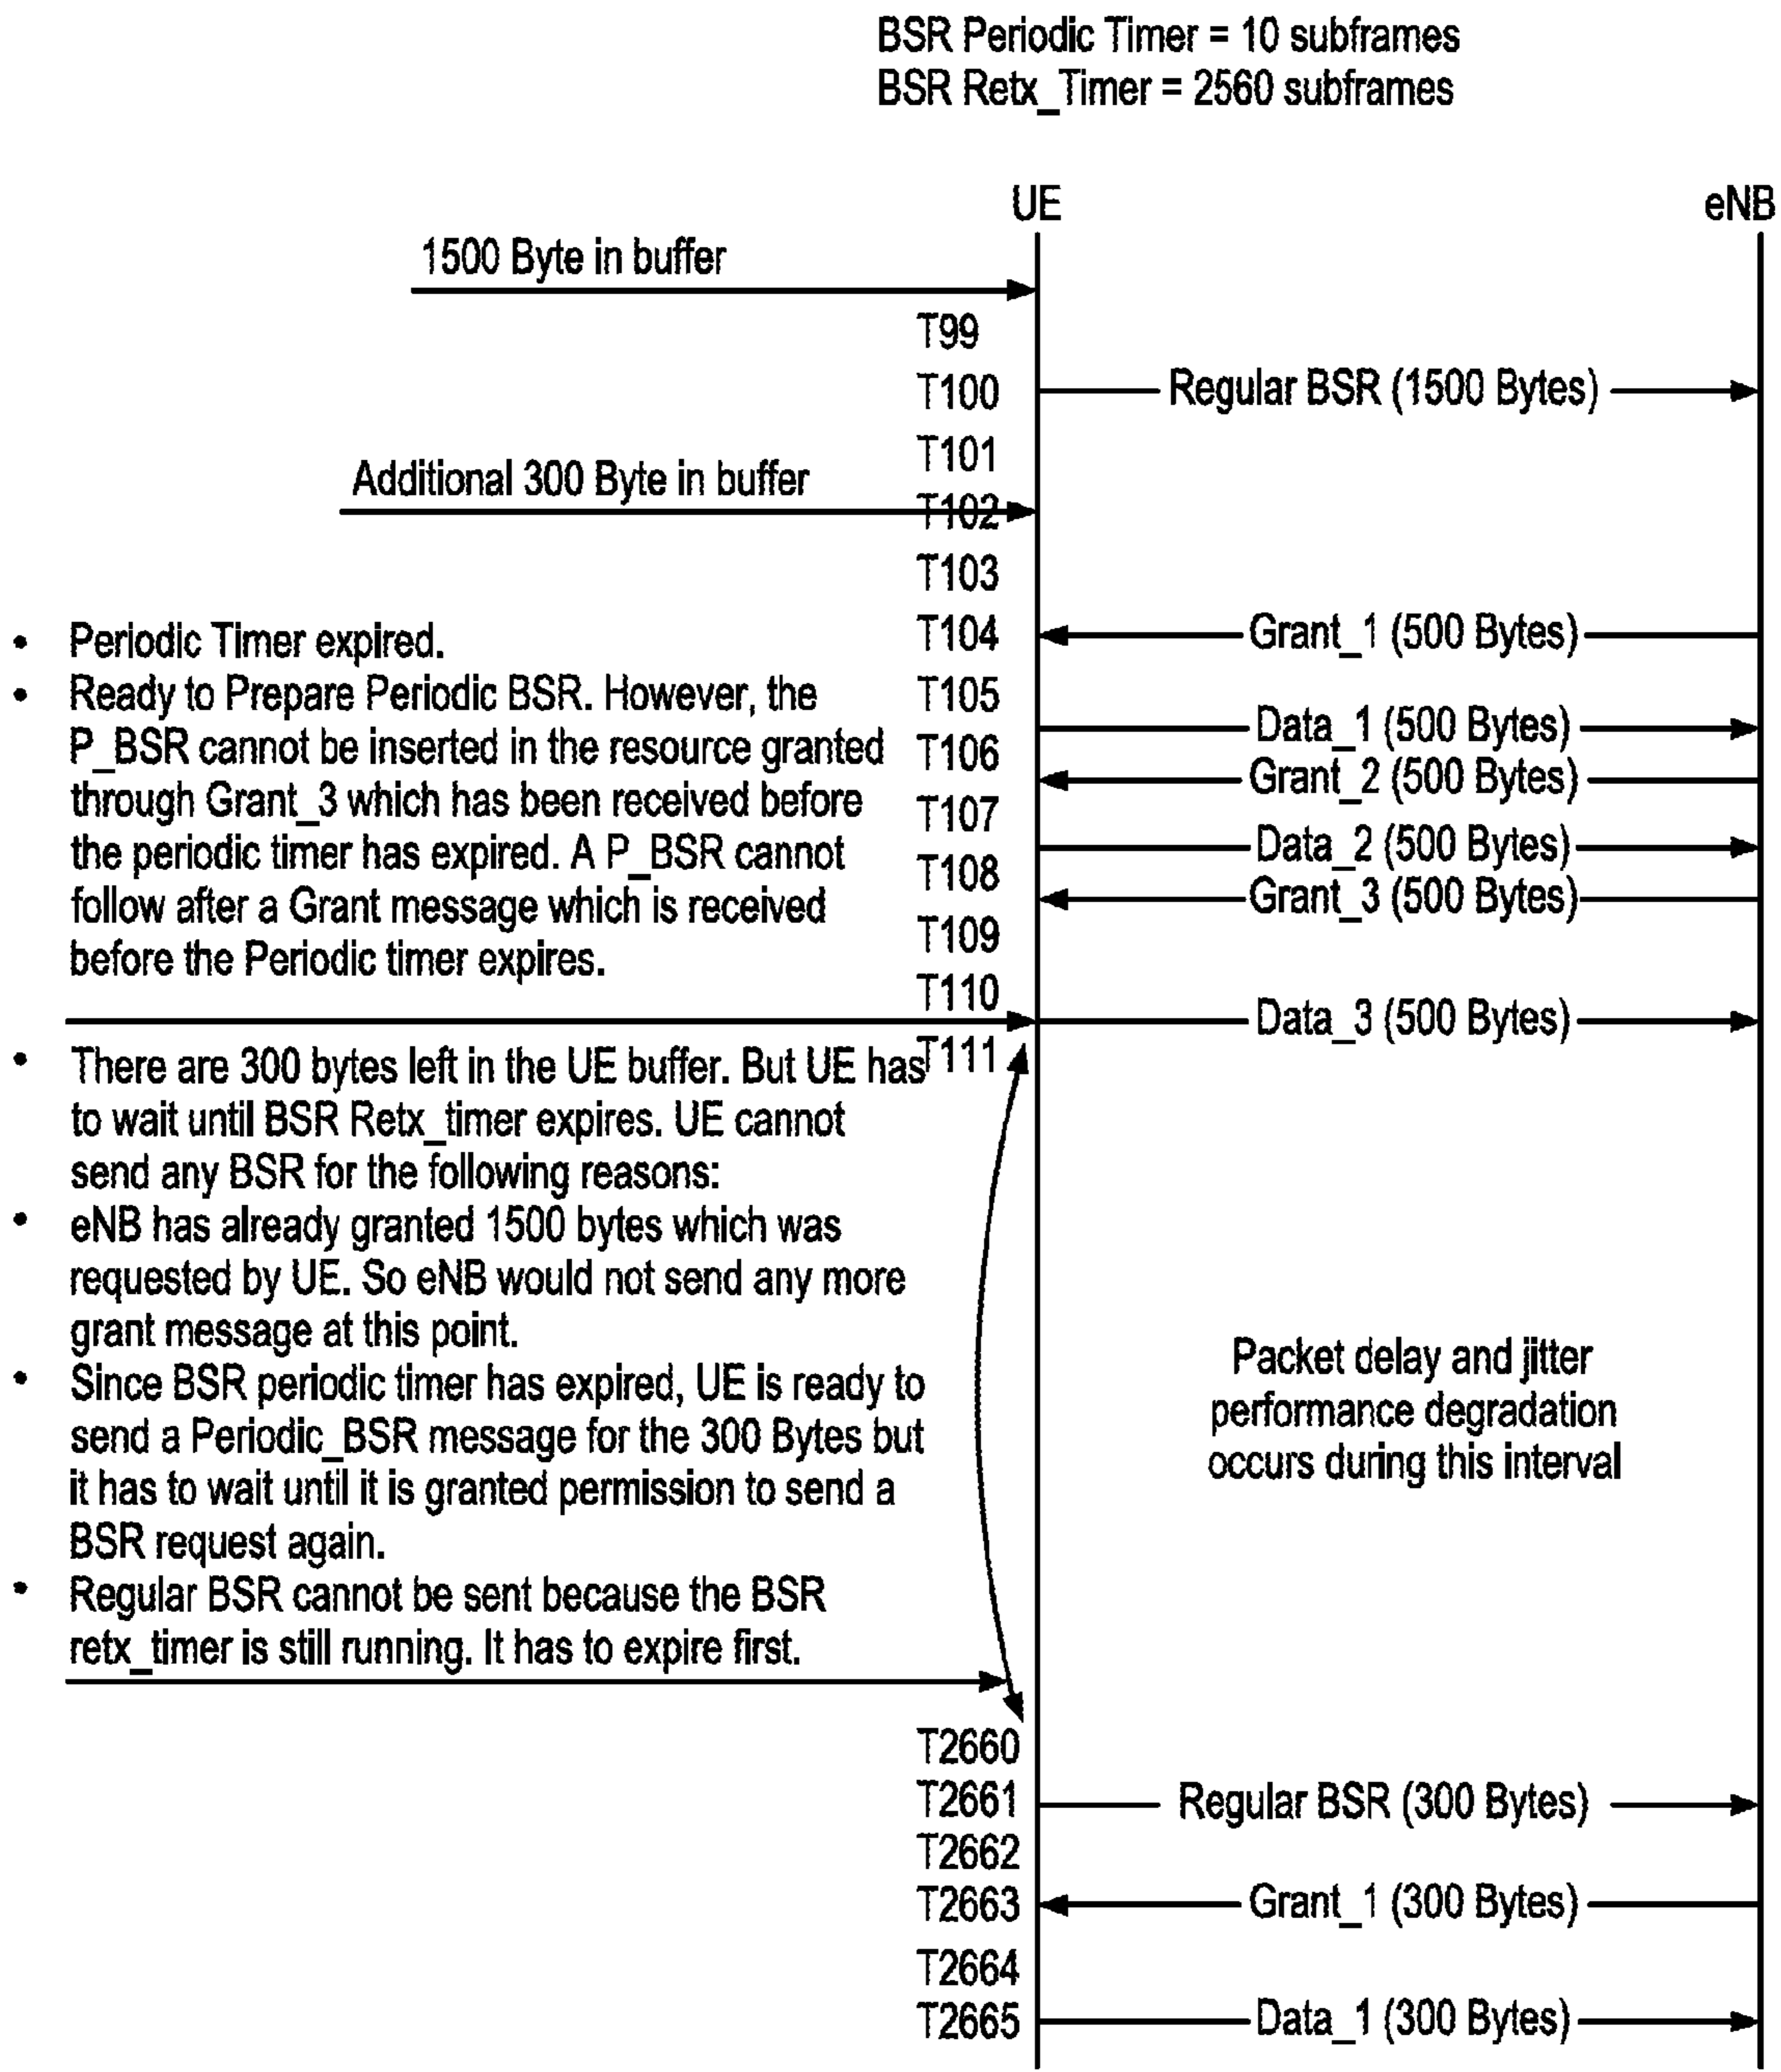 BSR Periodic Timer = 10 subframes
BSR Retx_Timer = 2560 subframes
UE
eNB
1500 Byte in buffer
T99
T100
Regular BSR (1500 Bytes)
T101
Additional 300 Byte in buffer
T102
T103
T104
Grant_1 (500 Bytes)
• Periodic Timer expired.
• Ready to Prepare Periodic BSR. However, the
P_BSR cannot be inserted in the resource granted
through Grant_3 which has been received before
the periodic timer has expired. A P_BSR cannot
follow after a Grant message which is received
before the Periodic timer expires.
T105
Data_1 (500 Bytes)
T106
Grant_2 (500 Bytes)
T107
Data_2 (500 Bytes)
T108
Grant_3 (500 Bytes)
T109
T110
Data_3 (500 Bytes)
T111
• There are 300 bytes left in the UE buffer. But UE has
to wait until BSR Retx_timer expires. UE cannot
send any BSR for the following reasons:
• eNB has already granted 1500 bytes which was
requested by UE. So eNB would not send any more
grant message at this point.
• Since BSR periodic timer has expired, UE is ready to
send a Periodic_BSR message for the 300 Bytes but
it has to wait until it is granted permission to send a
BSR request again.
• Regular BSR cannot be sent because the BSR
retx_timer is still running. It has to expire first.
Packet delay and jitter
performance degradation
occurs during this interval
T2660
T2661
Regular BSR (300 Bytes)
T2662
T2663
Grant_1 (300 Bytes)
T2664
T2665
Data_1 (300 Bytes)